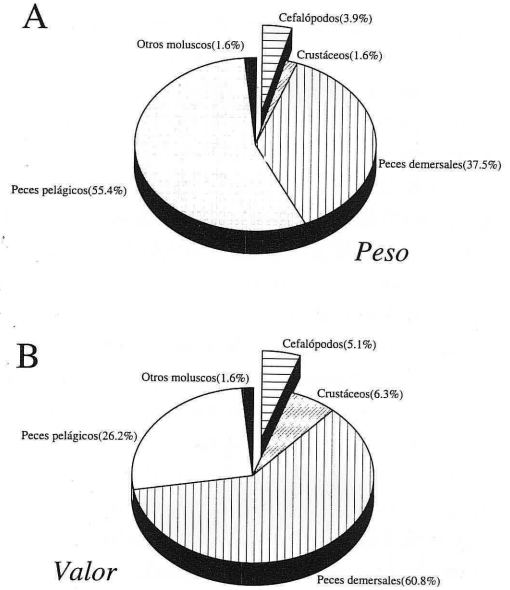 A
Cefalópodos(3.9%)
Otros moluscos(1.6%)
Crustáceos(1.6%)
Peces demersales(37.5%)
Peces pelágicos(55.4%)
Peso
B
Cefalópodos(5.1%)
Otros moluscos(1.6%)
Crustáceos(6.3%)
Peces pelágicos(26.2%)
Valor
Peces demersales(60.8%)